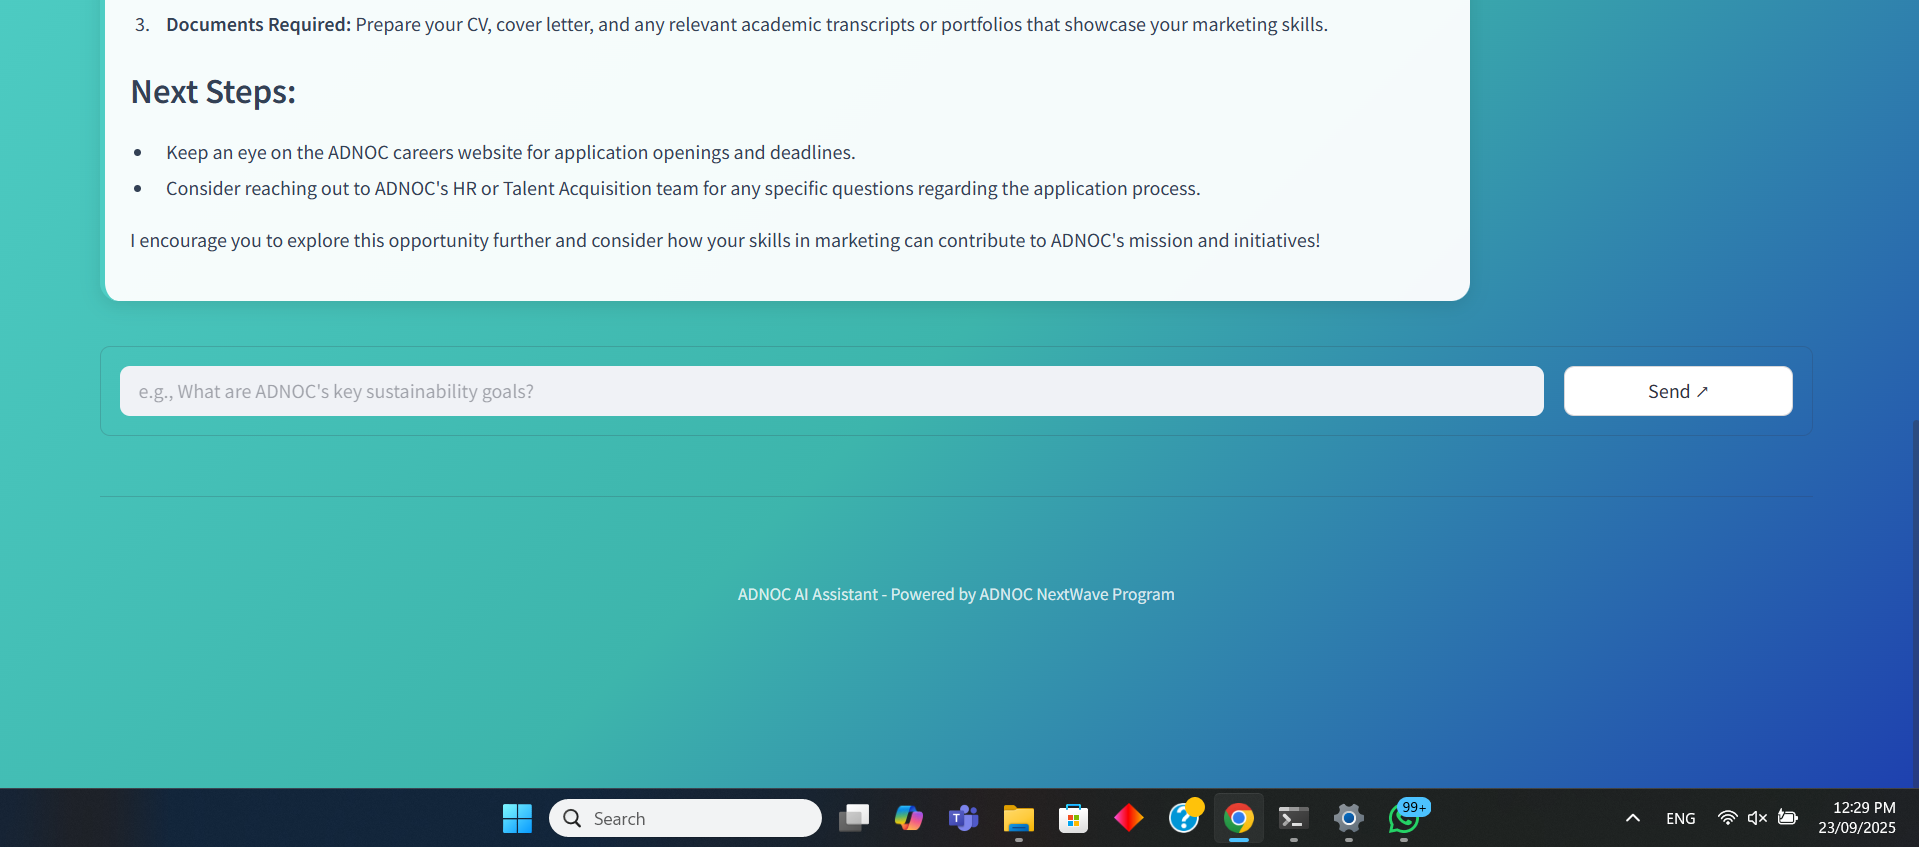 3. Documents Required: Prepare your CV, cover letter, and any relevant academic transcripts or portfolios that showcase your marketing skills.
Next Steps:
• Keep an eye on the ADNOC careers website for application openings and deadlines.
• Consider reaching out to ADNOC's HR or Talent Acquisition team for any specific questions regarding the application process.
I encourage you to explore this opportunity further and consider how your skills in marketing can contribute to ADNOC's mission and initiatives!
e.g., What are ADNOC's key sustainability goals?
Send ↗
ADNOC AI Assistant - Powered by ADNOC NextWave Program
Search
T
?
99+
ENG
12:29 PM
23/09/2025